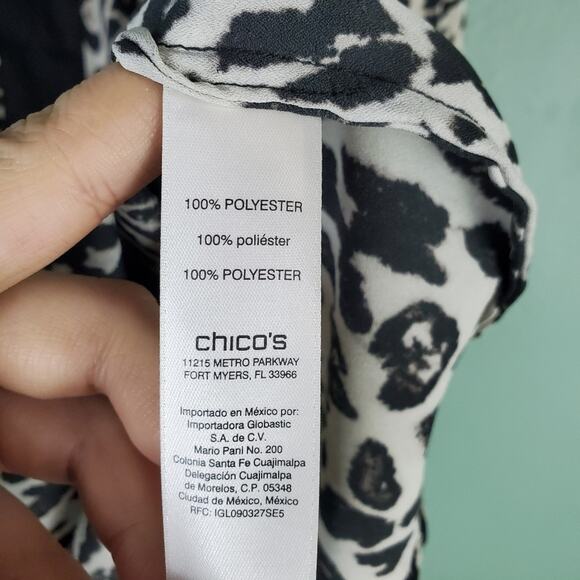 100% POLYESTER
100% poliéster
100% POLYESTER
chico's
11215 METRO PARKWAY
FORT MYERS, FL 33966
Importado en México por:
Importadora Globastic
S.A. de C.V.
Mario Pani No. 200
Colonia Santa Fe Cuajimalpa
Delegación Cuajimalpa
de Morelos, C.P. 05348
Ciudad de México, México
RFC: IGL090327SE5